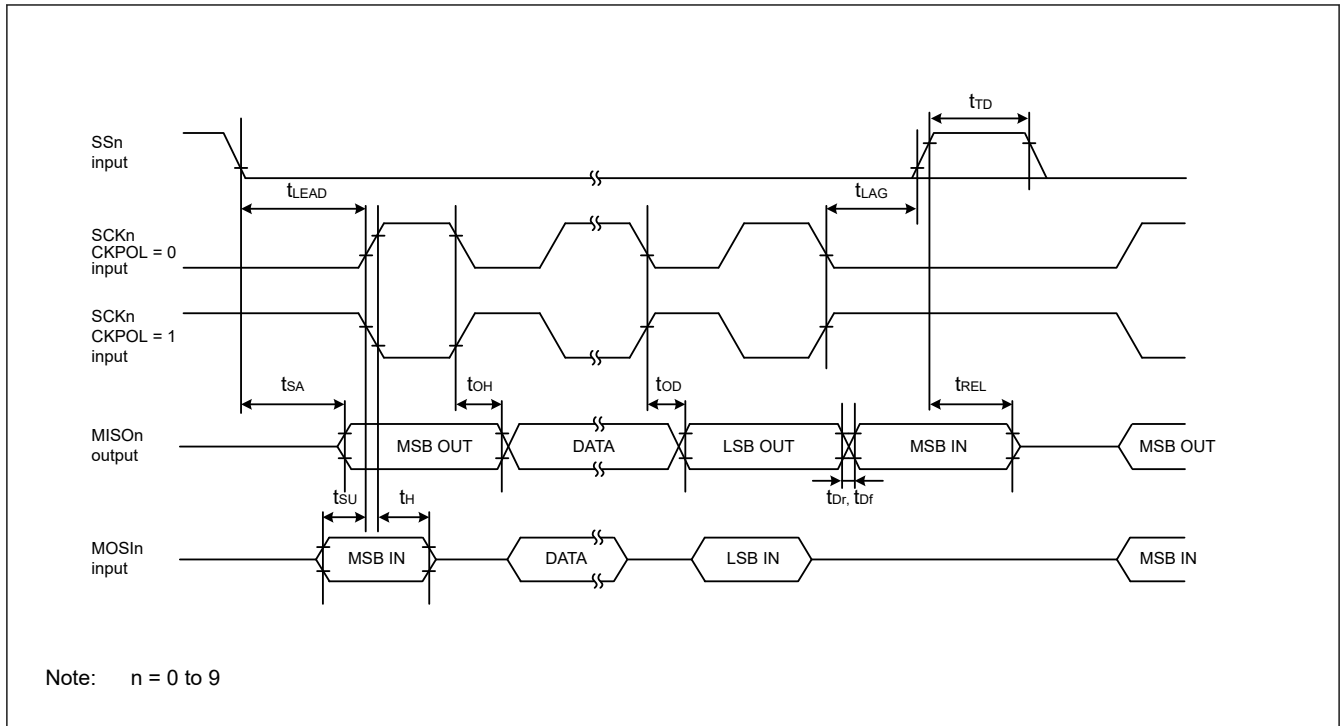 tTD
SSn
input
tLEAD
tLAG
SCKn
CKPOL = 0
input
SCKn
CKPOL = 1
input
tSA
tOH
tOD
tREL
MISOn
output
MSB OUT
DATA
LSB OUT
MSB IN
MSB OUT
tSU
tH
tDr, tDf
MOSIn
input
MSB IN
DATA
LSB IN
MSB IN
Note: n = 0 to 9